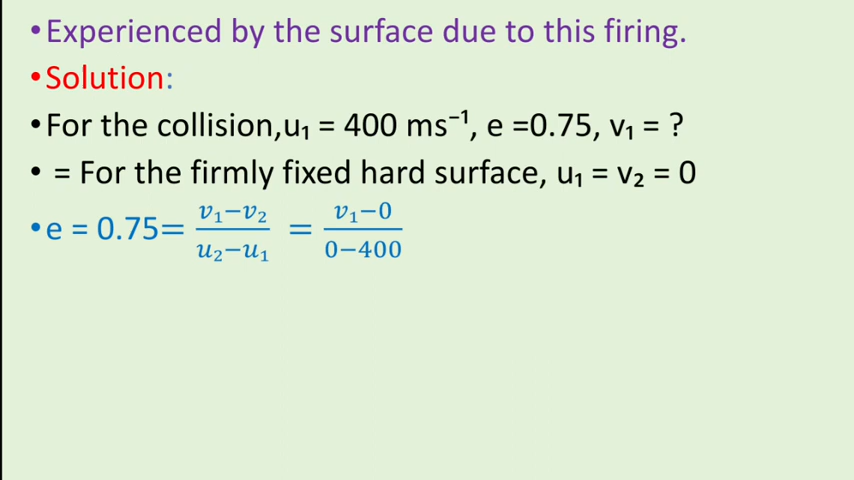 •Experienced by the surface due to this firing.
•Solution:
•For the collision,u₁ = 400 ms⁻¹, e =0.75, v₁ = ?
• = For the firmly fixed hard surface, u₁ = v₂ = 0
•e = 0.75= (v₁−v₂)/(u₂−u₁) = (v₁−0)/(0−400)